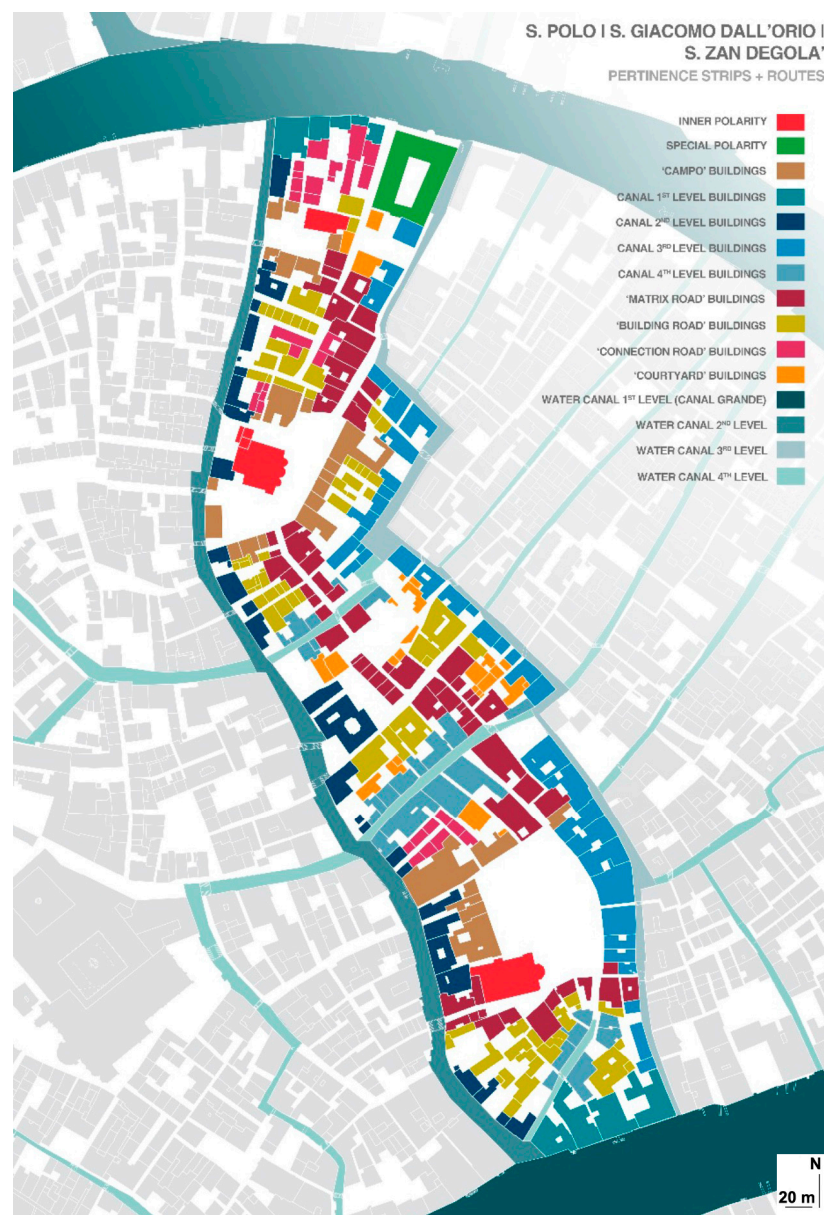 S. POLO I S. GIACOMO DALL'ORIO I
S. ZAN DEGOLA'
PERTINENCE STRIPS + ROUTES
INNER POLARITY
SPECIAL POLARITY
'CAMPO' BUILDINGS
CANAL 1ST LEVEL BUILDINGS
CANAL 2ND LEVEL BUILDINGS
CANAL 3RD LEVEL BUILDINGS
CANAL 4TH LEVEL BUILDINGS
'MATRIX ROAD' BUILDINGS
'BUILDING ROAD' BUILDINGS
'CONNECTION ROAD' BUILDINGS
'COURTYARD' BUILDINGS
WATER CANAL 1ST LEVEL (CANAL GRANDE)
WATER CANAL 2ND LEVEL
WATER CANAL 3RD LEVEL
WATER CANAL 4TH LEVEL
N
20 m